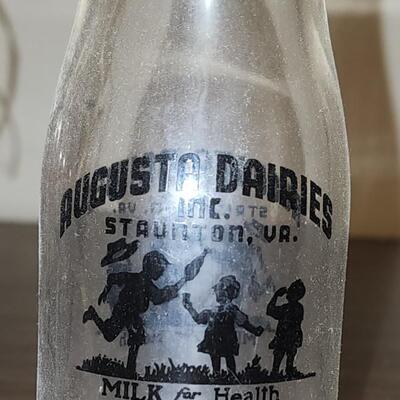 AUGUSTA DAIRIES
INC.
STAUNTON, VA.
MILK for Health